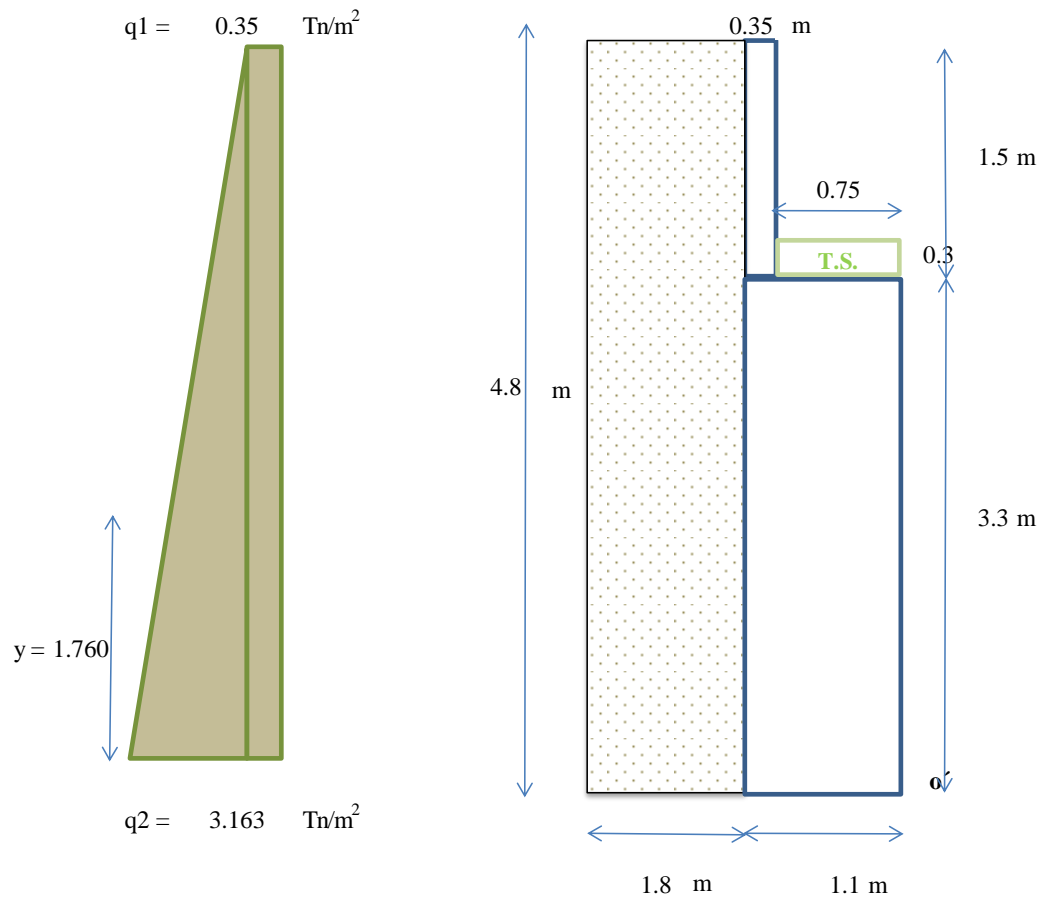 q1 = 0.35 Tn/m²
0.35 m
1.5 m
0.75
0.3
T.S.
4.8 m
3.3 m
y = 1.760
o´
q2 = 3.163 Tn/m²
1.8 m
1.1 m